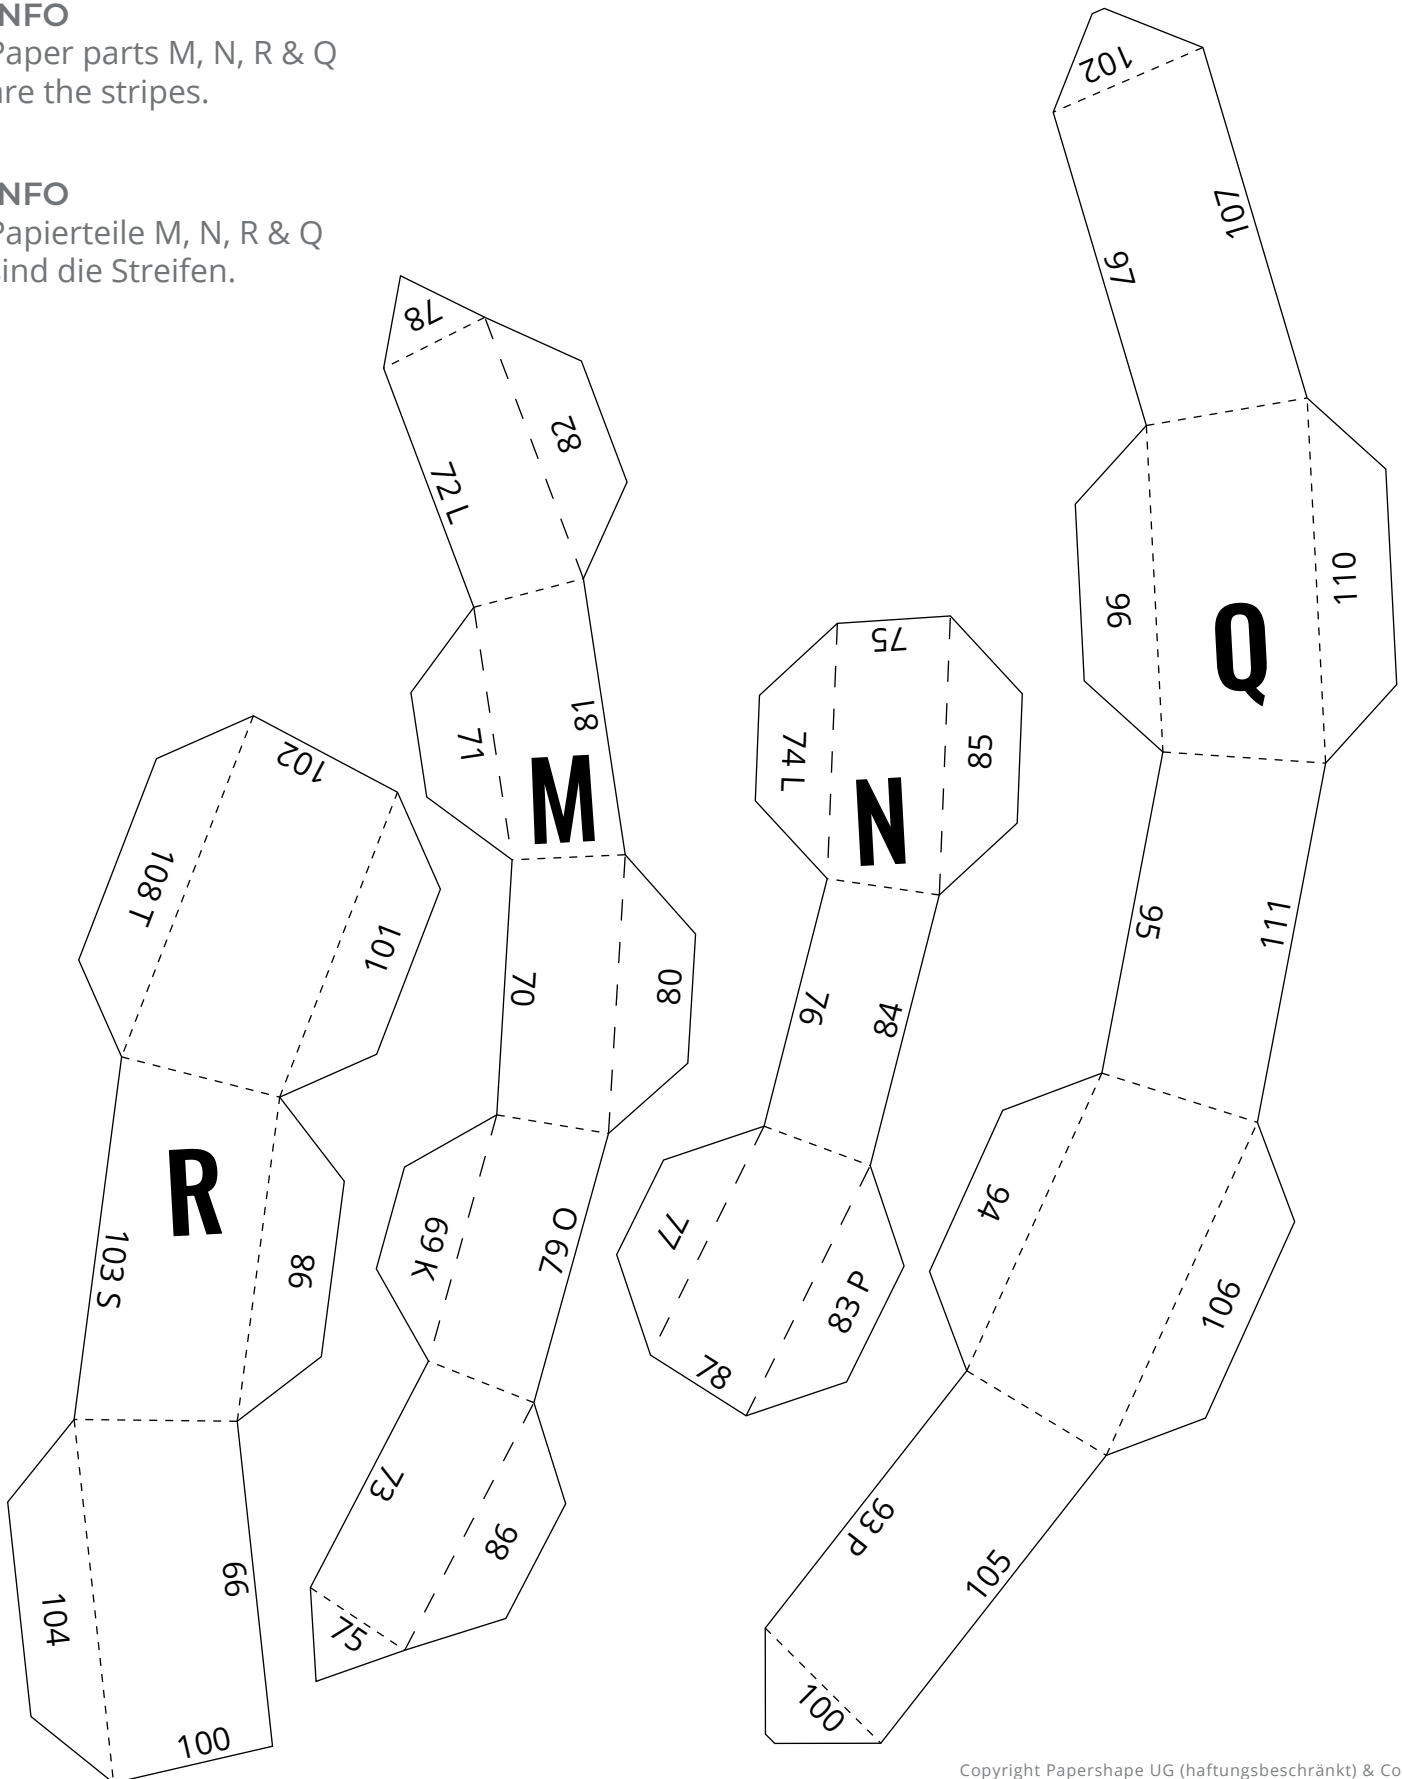 INFO
Paper parts M, N, R & Q
are the stripes.
INFO
Papierteile M, N, R & Q
sind die Streifen.
102
107
97
96
110
Q
95
111
94
106
93 P
105
100
78
82
72 L
71
81
M
70
80
69 K
79 O
73
86
75
75
74 L
85
N
76
84
77
83 P
78
102
108 T
101
R
103 S
98
99
104
100
Copyright Papershape UG (haftungsbeschränkt) & Co